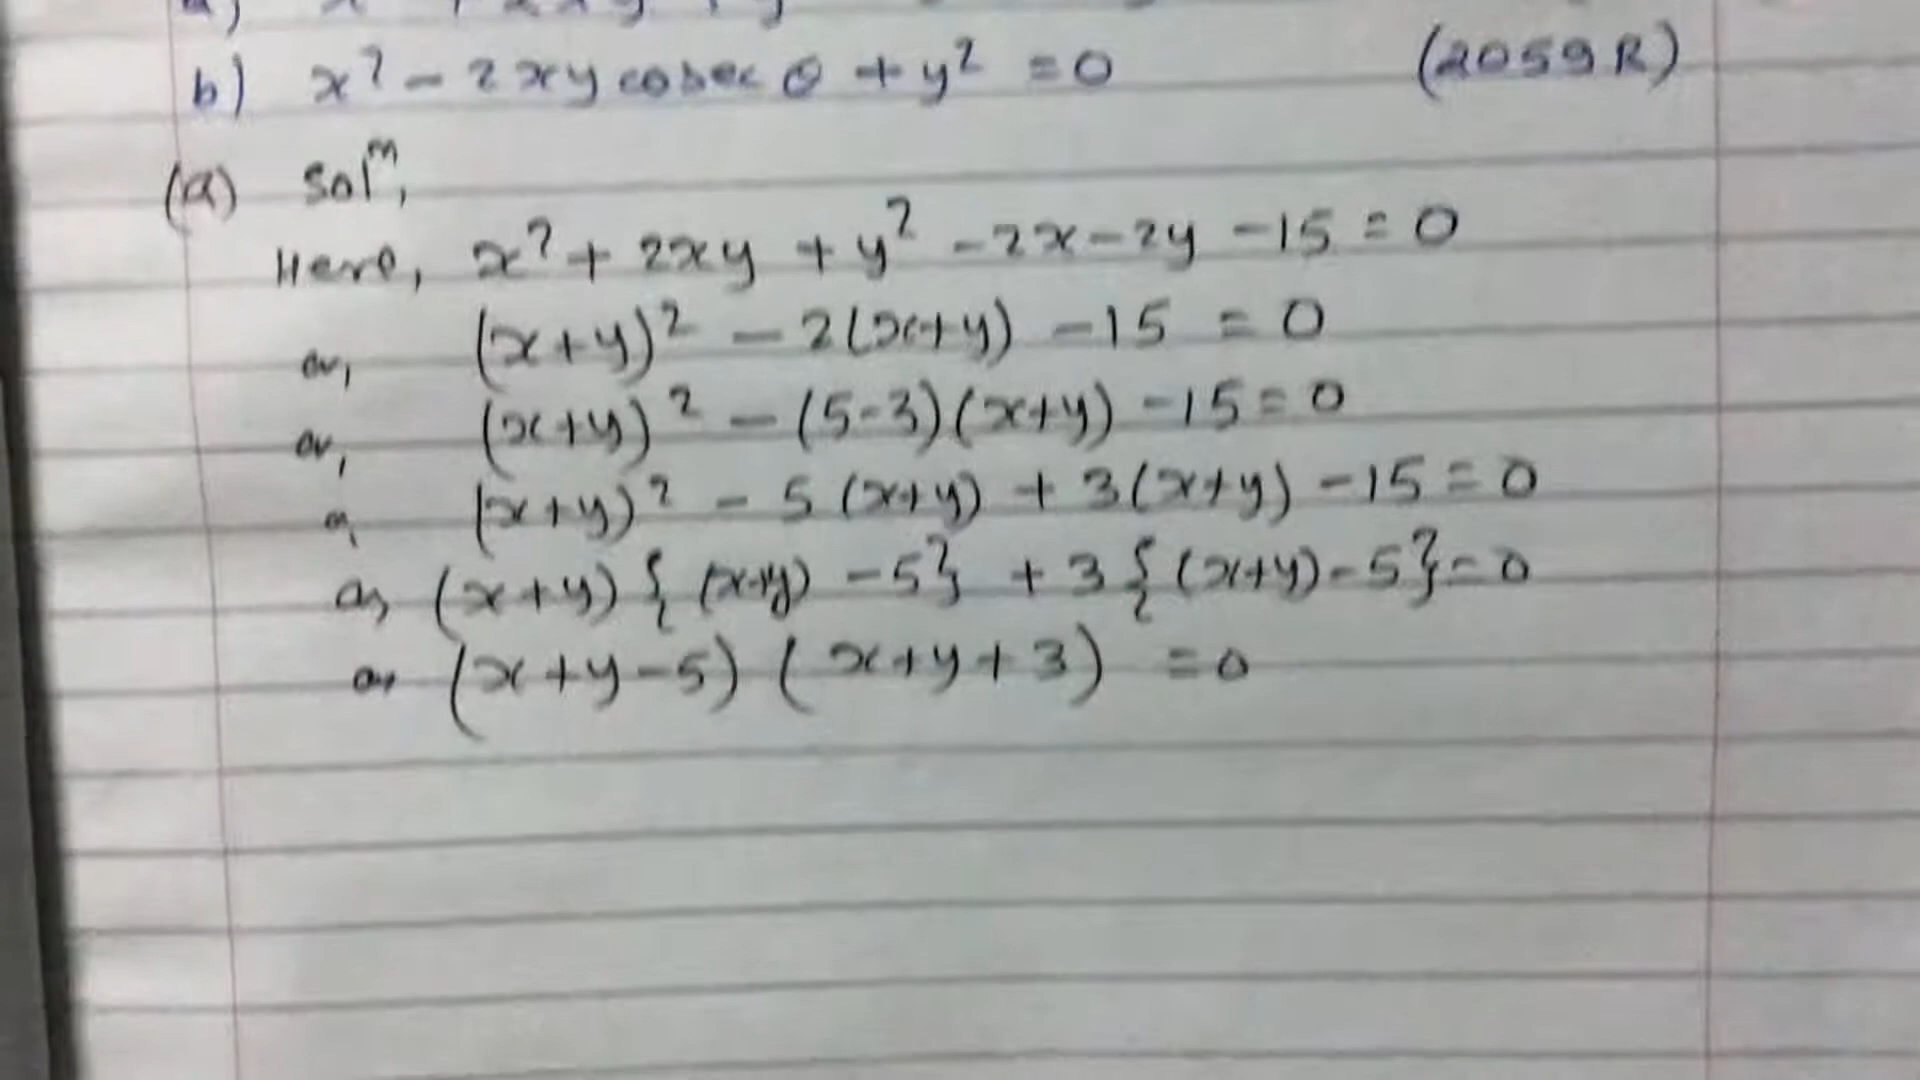 b) x² - 2xy cosec θ + y² = 0 (2059 R)
(a) Solⁿ,
Here, x² + 2xy + y² - 2x - 2y - 15 = 0
or, (x+y)² - 2(x+y) - 15 = 0
or, (x+y)² - (5-3)(x+y) - 15 = 0
or, (x+y)² - 5(x+y) + 3(x+y) - 15 = 0
or, (x+y){(x+y) - 5} + 3{(x+y) - 5} = 0
or, (x+y-5)(x+y+3) = 0